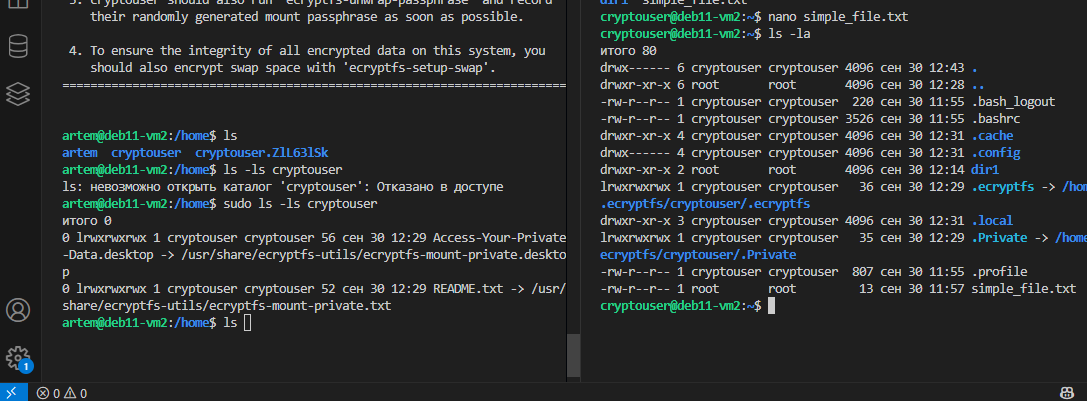 3. cryptouser should also run 'ecryptfs-unwrap-passphrase' and record
their randomly generated mount passphrase as soon as possible.
4. To ensure the integrity of all encrypted data on this system, you
should also encrypt swap space with 'ecryptfs-setup-swap'.
========================================================================
artem@deb11-vm2:/home$ ls
artem  cryptouser  cryptouser.ZlL63lSk
artem@deb11-vm2:/home$ ls -ls cryptouser
ls: невозможно открыть каталог 'cryptouser': Отказано в доступе
artem@deb11-vm2:/home$ sudo ls -ls cryptouser
итого 0
0 lrwxrwxrwx 1 cryptouser cryptouser 56 сен 30 12:29 Access-Your-Private
-Data.desktop -> /usr/share/ecryptfs-utils/ecryptfs-mount-private.deskto
p
0 lrwxrwxrwx 1 cryptouser cryptouser 52 сен 30 12:29 README.txt -> /usr/
share/ecryptfs-utils/ecryptfs-mount-private.txt
artem@deb11-vm2:/home$ ls
dir1  simple_file.txt
cryptouser@deb11-vm2:~$ nano simple_file.txt
cryptouser@deb11-vm2:~$ ls -la
итого 80
drwx------ 6 cryptouser cryptouser 4096 сен 30 12:43 .
drwxr-xr-x 6 root       root       4096 сен 30 12:28 ..
-rw-r--r-- 1 cryptouser cryptouser  220 сен 30 11:55 .bash_logout
-rw-r--r-- 1 cryptouser cryptouser 3526 сен 30 11:55 .bashrc
drwxr-xr-x 4 cryptouser cryptouser 4096 сен 30 12:31 .cache
drwx------ 4 cryptouser cryptouser 4096 сен 30 12:31 .config
drwxr-xr-x 2 root       root       4096 сен 30 12:14 dir1
lrwxrwxrwx 1 cryptouser cryptouser   36 сен 30 12:29 .ecryptfs -> /home
.ecryptfs/cryptouser/.ecryptfs
drwxr-xr-x 3 cryptouser cryptouser 4096 сен 30 12:31 .local
lrwxrwxrwx 1 cryptouser cryptouser   35 сен 30 12:29 .Private -> /home
ecryptfs/cryptouser/.Private
-rw-r--r-- 1 cryptouser cryptouser  807 сен 30 11:55 .profile
-rw-r--r-- 1 root       root         13 сен 30 11:57 simple_file.txt
cryptouser@deb11-vm2:~$
1
0 0